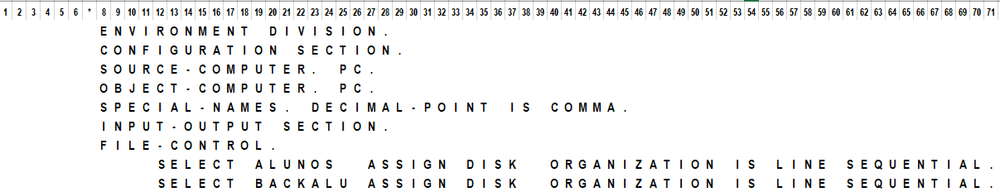 1 2 3 4 5 6 * 8 9 10 11 12 13 14 15 16 17 18 19 20 21 22 23 24 25 26 27 28 29 30 31 32 33 34 35 36 37 38 39 40 41 42 43 44 45 46 47 48 49 50 51 52 53 54 55 56 57 58 59 60 61 62 63 64 65 66 67 68 69 70 71
ENVIRONMENT DIVISION.
CONFIGURATION SECTION.
SOURCE-COMPUTER. PC.
OBJECT-COMPUTER. PC.
SPECIAL-NAMES. DECIMAL-POINT IS COMMA.
INPUT-OUTPUT SECTION.
FILE-CONTROL.
SELECT ALUNOS ASSIGN DISK ORGANIZATION IS LINE SEQUENTIAL.
SELECT BACKALU ASSIGN DISK ORGANIZATION IS LINE SEQUENTIAL.